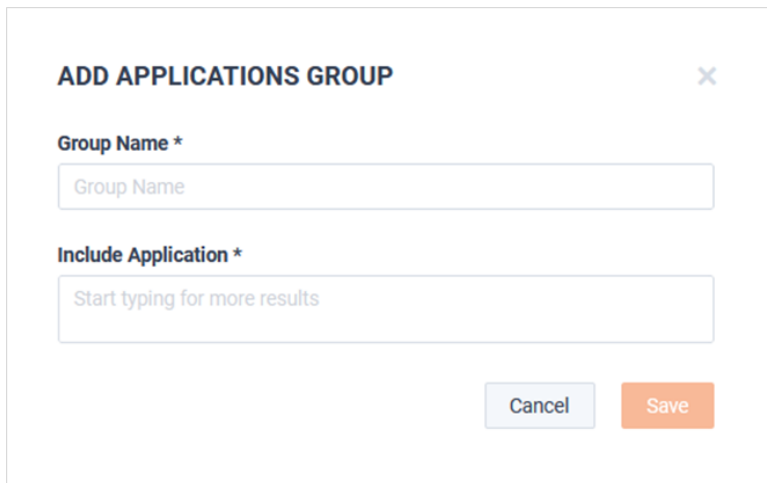 ADD APPLICATIONS GROUP
Group Name *
Group Name
Include Application *
Start typing for more results
Cancel Save